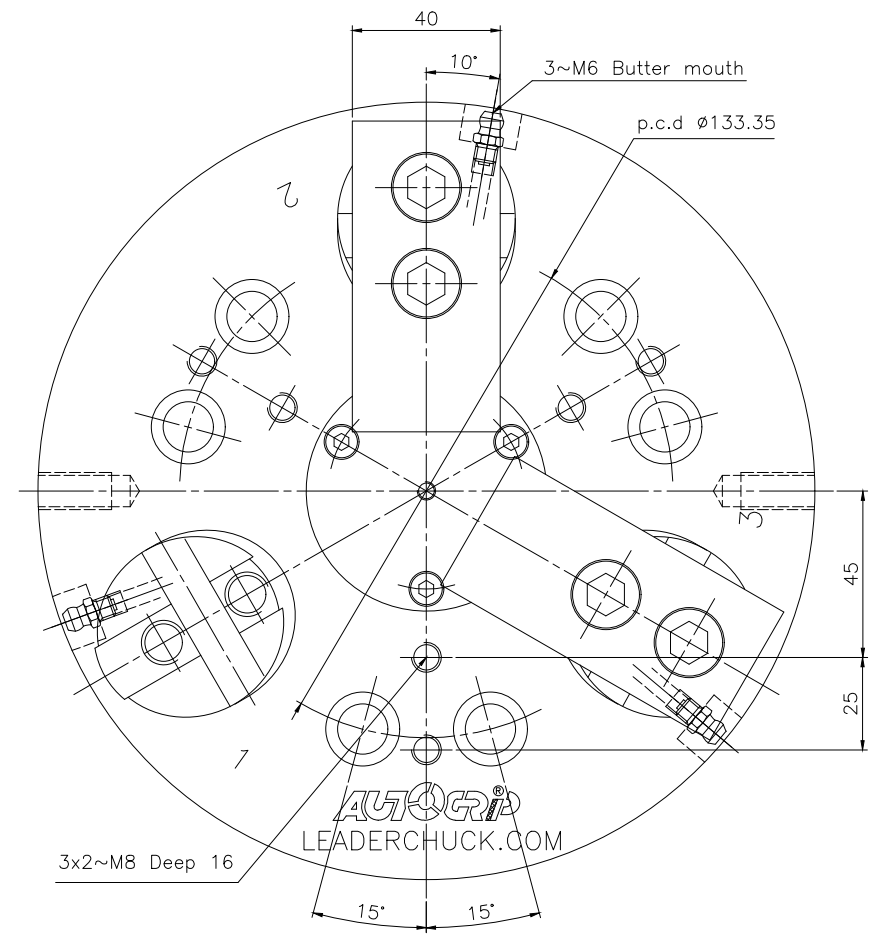 40
10°
3~M6 Butter mouth
p.c.d Ø133.35
2
3
45
25
1
AUTOGRIP®
LEADERCHUCK.COM
3x2~M8 Deep 16
15°
15°